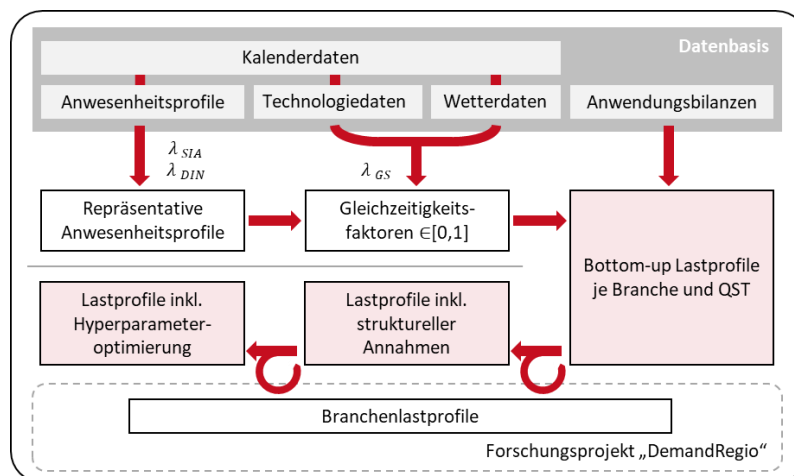 Datenbasis
Kalenderdaten
Anwesenheitsprofile
Technologiedaten
Wetterdaten
Anwendungsbilanzen
λ SIA
λ DIN
λ GS
Repräsentative
Anwesenheitsprofile
Gleichzeitigkeits-
faktoren ∈[0,1]
Bottom-up Lastprofile
je Branche und QST
Lastprofile inkl.
Hyperparameter-
optimierung
Lastprofile inkl.
struktureller
Annahmen
Branchenlastprofile
Forschungsprojekt „DemandRegio“